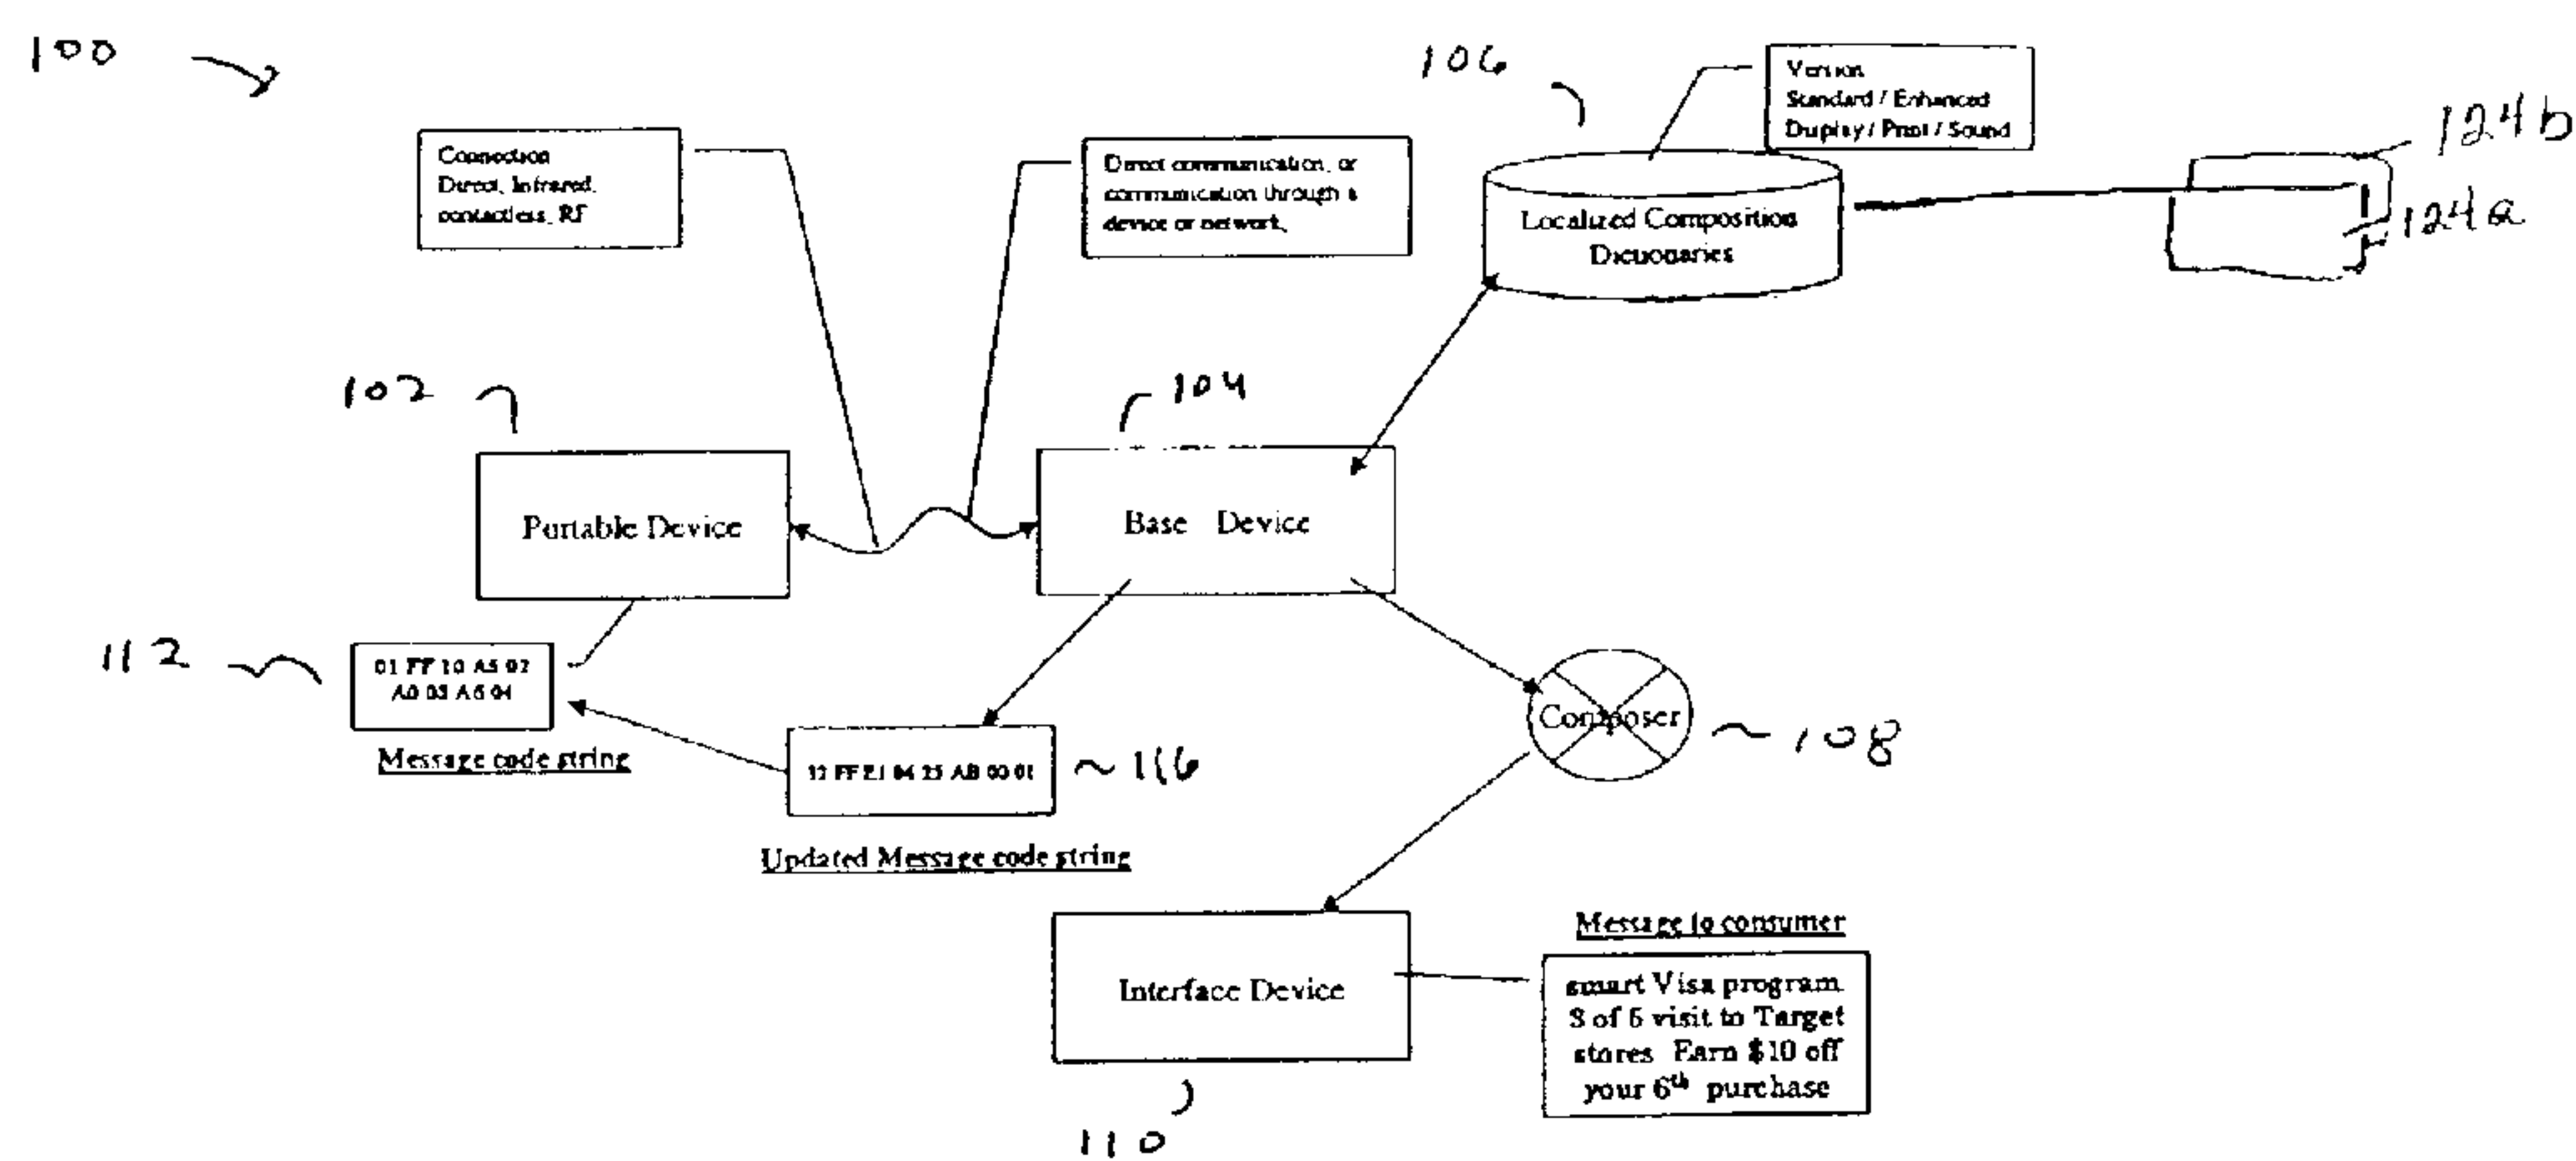 100
106
Version
Standard / Enhanced
Display / Print / Sound
124b
124a
Connection
Direct, Infrared,
contactless, RF
Direct communication, or
communication through a
device or network.
Localized Composition
Dictionaries
102
104
Portable Device
Base Device
112
01 FF 10 A5 02
A0 03 A6 04
Message code string
12 FF E1 04 25 AB 00 01
116
Updated Message code string
Composer
108
Interface Device
110
Message to consumer
smart Visa program
3 of 6 visit to Target
stores Earn $10 off
your 6th purchase